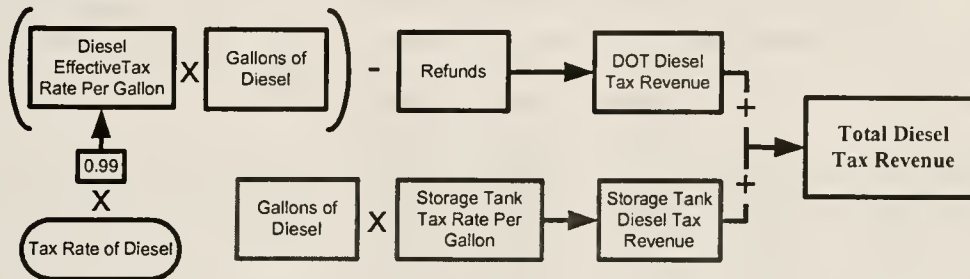 Diesel
EffectiveTax
Rate Per Gallon
X
Gallons of
Diesel
-
Refunds
DOT Diesel
Tax Revenue
+
0.99
X
Tax Rate of Diesel
Gallons of
Diesel
X
Storage Tank
Tax Rate Per
Gallon
Storage Tank
Diesel Tax
Revenue
+
Total Diesel
Tax Revenue